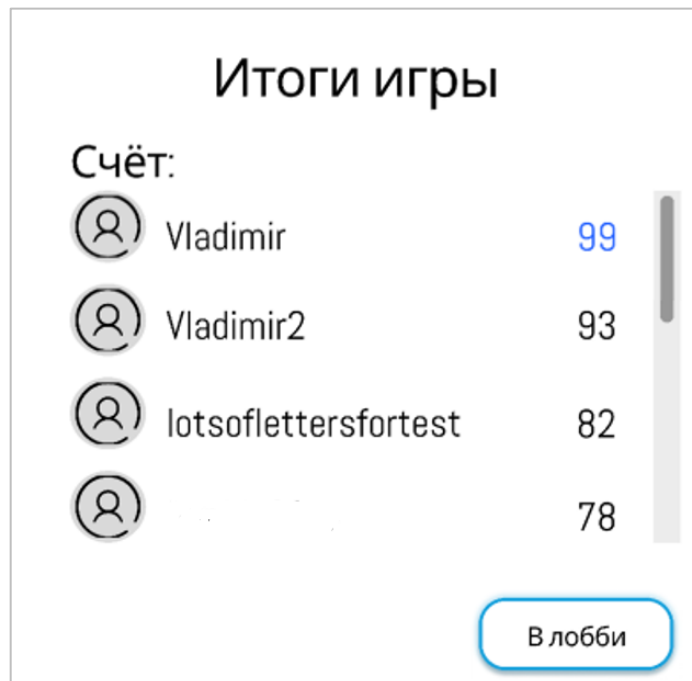 Итоги игры
Счёт:
Vladimir 99
Vladimir2 93
lotsoflettersfortest 82
78
В лобби